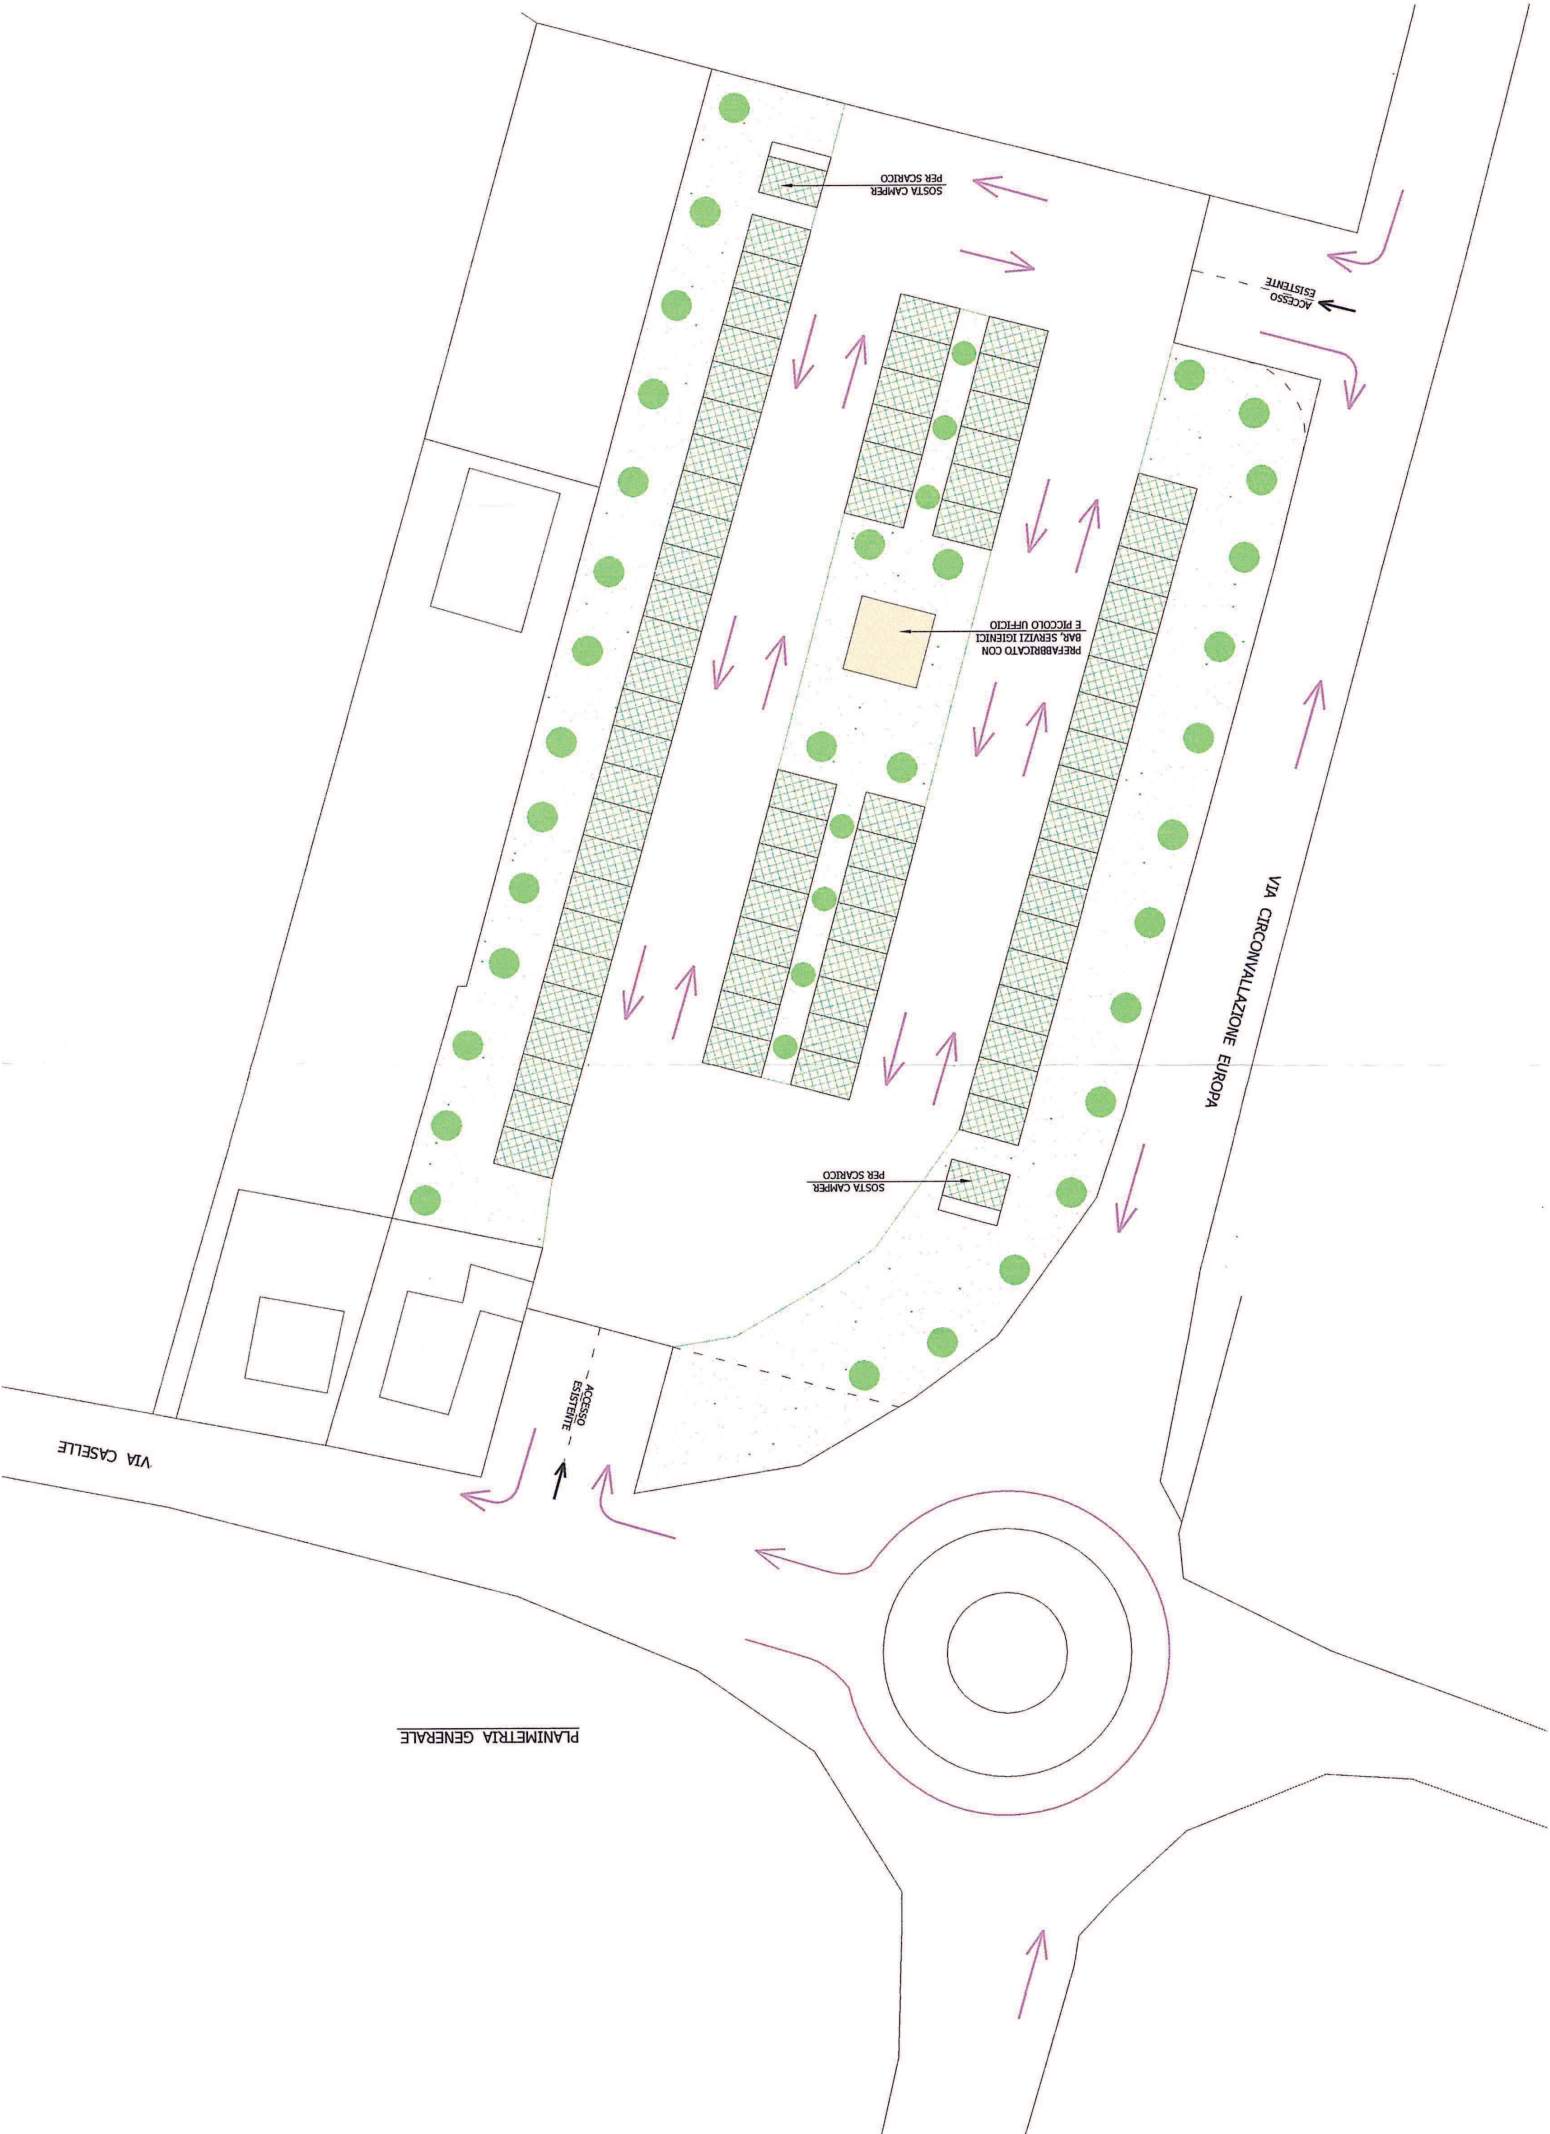 PLANIMETRIA GENERALE
VIA CASELLE
ACCESSO
ESISTENTE
SOSTA CAMPER
PER SCARICO
VIA CIRCONVALLAZIONE EUROPA
PREFABBRICATO CON
BAR, SERVIZI IGIENICI
E PICCOLO UFFICIO
ACCESSO
ESISTENTE
SOSTA CAMPER
PER SCARICO